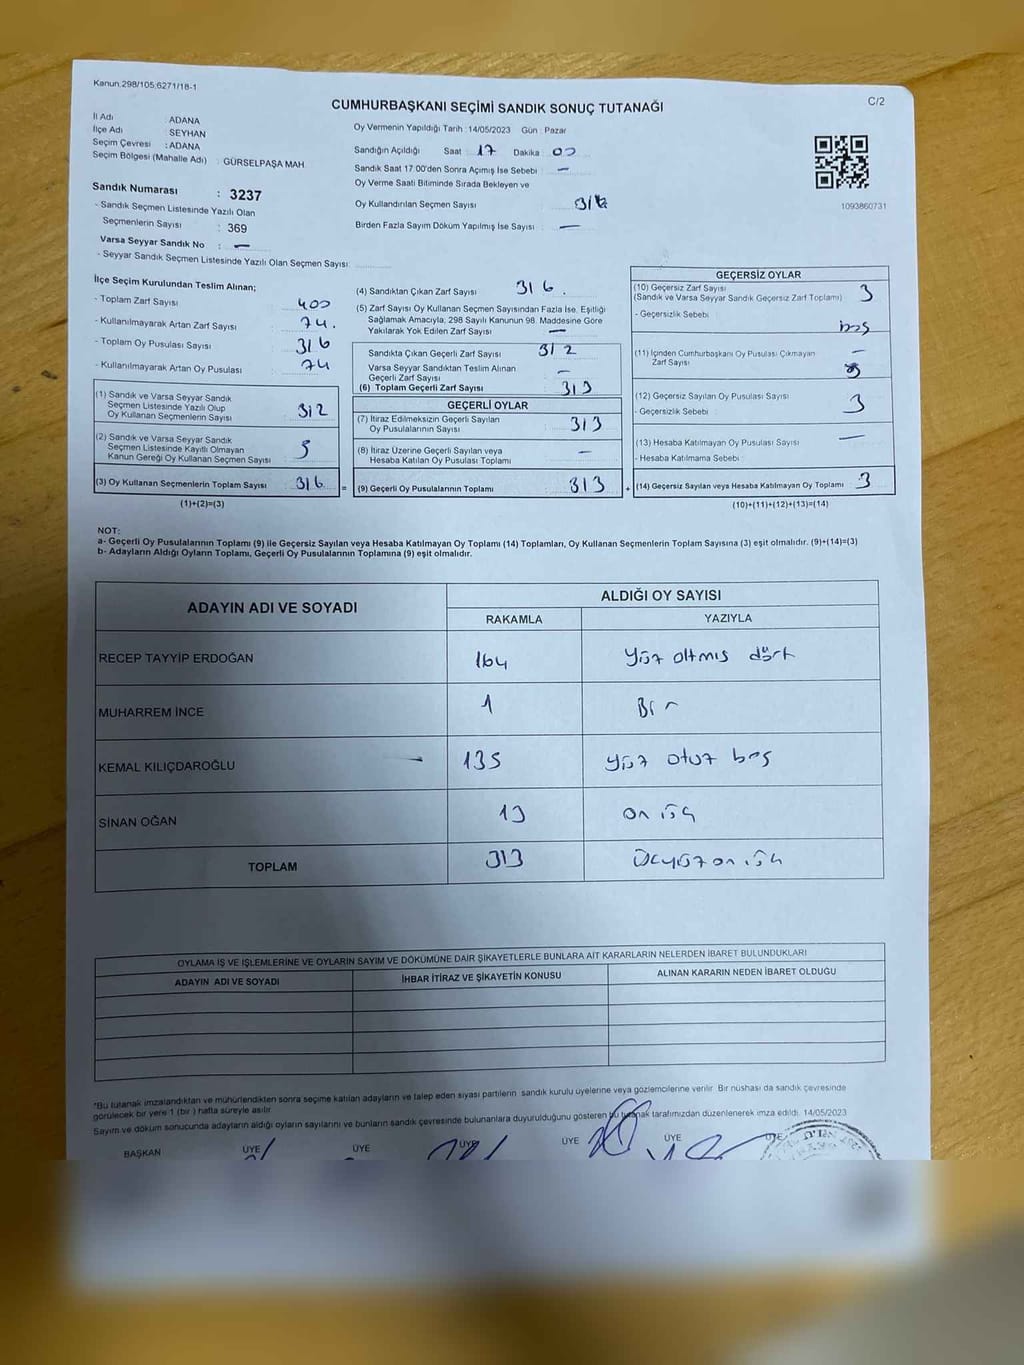 Kanun 298/105,6271/18-1
C/2
CUMHURBAŞKANI SEÇİMİ SANDIK SONUÇ TUTANAĞI
İl Adı : ADANA
İlçe Adı : SEYHAN
Seçim Çevresi : ADANA
Seçim Bölgesi (Mahalle Adı) : GÜRSELPAŞA MAH.
Sandık Numarası : 3237
- Sandık Seçmen Listesinde Yazılı Olan
Seçmenlerin Sayısı : 369
Varsa Seyyar Sandık No : —
- Seyyar Sandık Seçmen Listesinde Yazılı Olan Seçmen Sayısı
Oy Vermenin Yapıldığı Tarih : 14/05/2023 Gün : Pazar
Sandığın Açıldığı Saat : 17 Dakika : 00
Sandık Saat 17:00'den Sonra Açımış İse Sebebi : —
Oy Verme Saati Bitiminde Sırada Bekleyen ve
Oy Kullandırılan Seçmen Sayısı
Birden Fazla Sayım Döküm Yapılmış İse Sayısı : —
1093860731
İlçe Seçim Kurulundan Teslim Alınan;
- Toplam Zarf Sayısı : 400
- Kullanılmayarak Artan Zarf Sayısı : 74.
- Toplam Oy Pusulası Sayısı : 316
- Kullanılmayarak Artan Oy Pusulası : 74
(1) Sandık ve Varsa Seyyar Sandık
Seçmen Listesinde Yazılı Olup
Oy Kullanan Seçmenlerin Sayısı 312
(2) Sandık ve Varsa Seyyar Sandık
Seçmen Listesinde Kayıtlı Olmayan
Kanun Gereği Oy Kullanan Seçmen Sayısı
(3) Oy Kullanan Seçmenlerin Toplam Sayısı 316
(1)+(2)=(3)
(4) Sandıktan Çıkan Zarf Sayısı : 316.
(5) Zarf Sayısı Oy Kullanan Seçmen Sayısından Fazla İse, Eşitliği
Sağlamak Amacıyla; 298 Sayılı Kanunun 98. Maddesine Göre
Yakılarak Yok Edilen Zarf Sayısı : —
Sandıkta Çıkan Geçerli Zarf Sayısı 312
Varsa Seyyar Sandıktan Teslim Alınan
Geçerli Zarf Sayısı —
(6) Toplam Geçerli Zarf Sayısı 313
GEÇERLİ OYLAR
(7) İtiraz Edilmeksizin Geçerli Sayılan
Oy Pusulalarının Sayısı 313
(8) İtiraz Üzerine Geçerli Sayılan veya
Hesaba Katılan Oy Pusulası Toplamı —
= (9) Geçerli Oy Pusulalarının Toplamı 313 +
GEÇERSİZ OYLAR
(10) Geçersiz Zarf Sayısı 3
(Sandık ve Varsa Seyyar Sandık Geçersiz Zarf Toplamı)
- Geçersizlik Sebebi :
(11) İçinden Cumhurbaşkanı Oy Pusulası Çıkmayan
Zarf Sayısı
(12) Geçersiz Sayılan Oy Pusulası Sayısı 3
- Geçersizlik Sebebi :
(13) Hesaba Katılmayan Oy Pusulası Sayısı —
- Hesaba Katılmama Sebebi :
(14) Geçersiz Sayılan veya Hesaba Katılmayan Oy Toplamı 3
(10)+(11)+(12)+(13)=(14)
NOT:
a- Geçerli Oy Pusulalarının Toplamı (9) ile Geçersiz Sayılan veya Hesaba Katılmayan Oy Toplamı (14) Toplamları, Oy Kullanan Seçmenlerin Toplam Sayısına (3) eşit olmalıdır. (9)+(14)=(3)
b- Adayların Aldığı Oyların Toplamı, Geçerli Oy Pusulalarının Toplamına (9) eşit olmalıdır.
ADAYIN ADI VE SOYADI
ALDIĞI OY SAYISI
RAKAMLA YAZIYLA
RECEP TAYYİP ERDOĞAN 164 yüz altmış dört
MUHARREM İNCE 1 Bir
KEMAL KILIÇDAROĞLU 135 yüz otuz beş
SİNAN OĞAN 13 on üç
TOPLAM 313 Üçyüz on üç
OYLAMA İŞ VE İŞLEMLERİNE VE OYLARIN SAYIM VE DÖKÜMÜNE DAİR ŞİKAYETLERLE BUNLARA AİT KARARLARIN NELERDEN İBARET BULUNDUKLARI
ADAYIN ADI VE SOYADI İHBAR İTİRAZ VE ŞİKAYETİN KONUSU ALINAN KARARIN NEDEN İBARET OLDUĞU
*Bu tutanak imzalandıktan ve mühürlendikten sonra seçime katılan adayların ve talep eden siyasi partilerin sandık kurulu üyelerine veya gözlemcilerine verilir. Bir nüshası da sandık çevresinde
görülecek bir yere 1 (bir) hafta süreyle asılır.
Sayım ve döküm sonucunda adayların aldığı oyların sayılarını ve bunların sandık çevresinde bulunanlara duyurulduğunu gösteren bu tutanak tarafımızdan düzenlenerek imza edildi. 14/05/2023
BAŞKAN ÜYE ÜYE ÜYE ÜYE ÜYE ÜYE